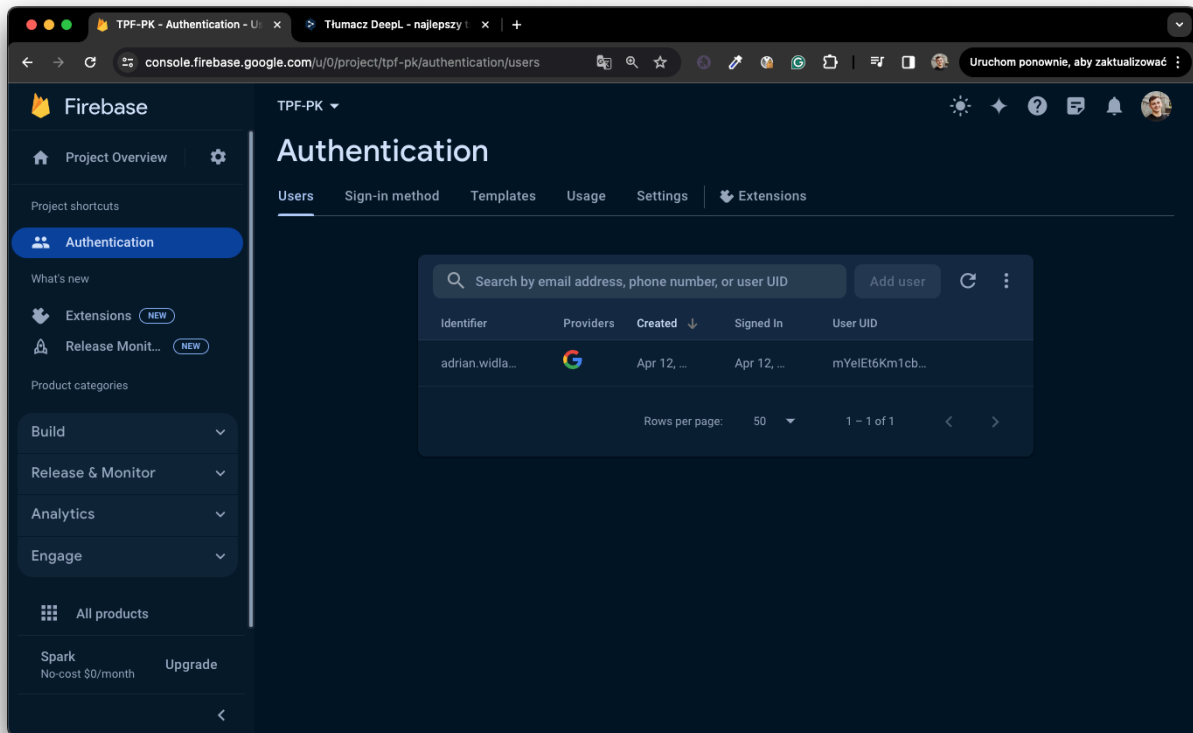 TPF-PK - Authentication - Us
Tłumacz DeepL - najlepszy t
console.firebase.google.com/u/0/project/tpf-pk/authentication/users
Uruchom ponownie, aby zaktualizować
Firebase
Project Overview
Project shortcuts
Authentication
What's new
Extensions NEW
Release Monit... NEW
Product categories
Build
Release & Monitor
Analytics
Engage
All products
Spark
No-cost $0/month
Upgrade
TPF-PK
Authentication
Users Sign-in method Templates Usage Settings Extensions
Search by email address, phone number, or user UID Add user
Identifier Providers Created Signed In User UID
adrian.widla... Apr 12, ... Apr 12, ... mYeIEt6Km1cb...
Rows per page: 50 1 – 1 of 1